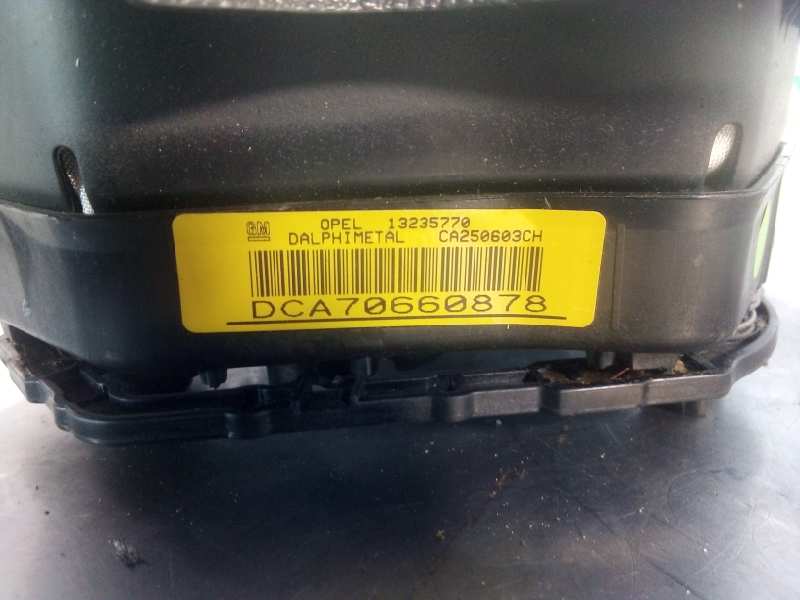 GM OPEL 13235770
DALPHIMETAL CA250603CH
DCA70660878